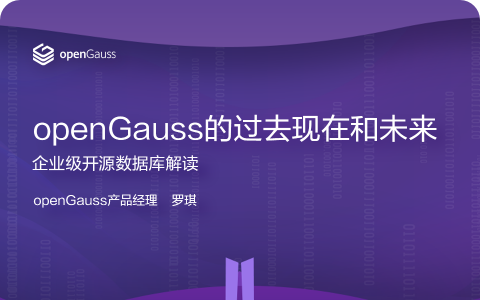 openGauss
openGauss的过去现在和未来
企业级开源数据库解读
openGauss产品经理 罗琪